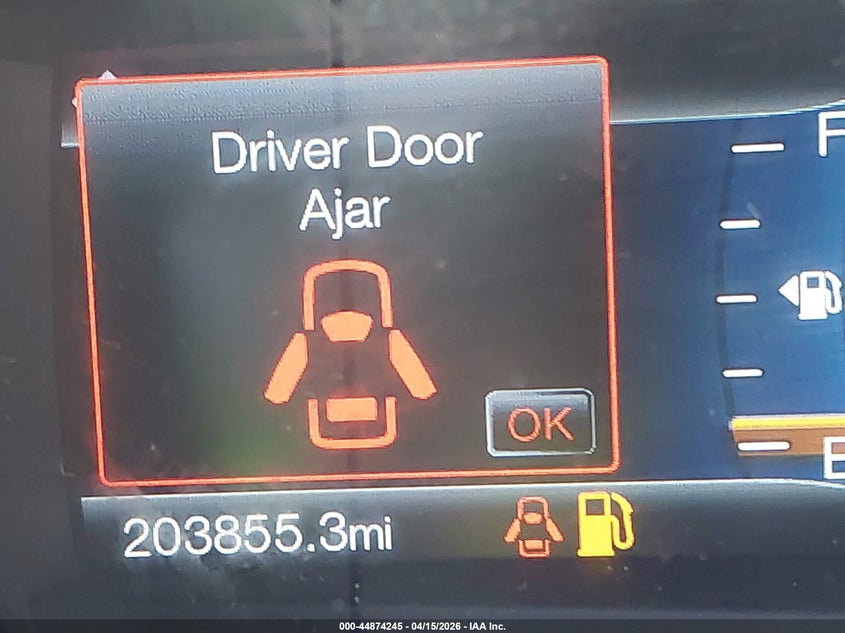 Driver Door
Ajar
OK
F
E
203855.3mi
000-44874245 - 04/15/2026 - IAA Inc.